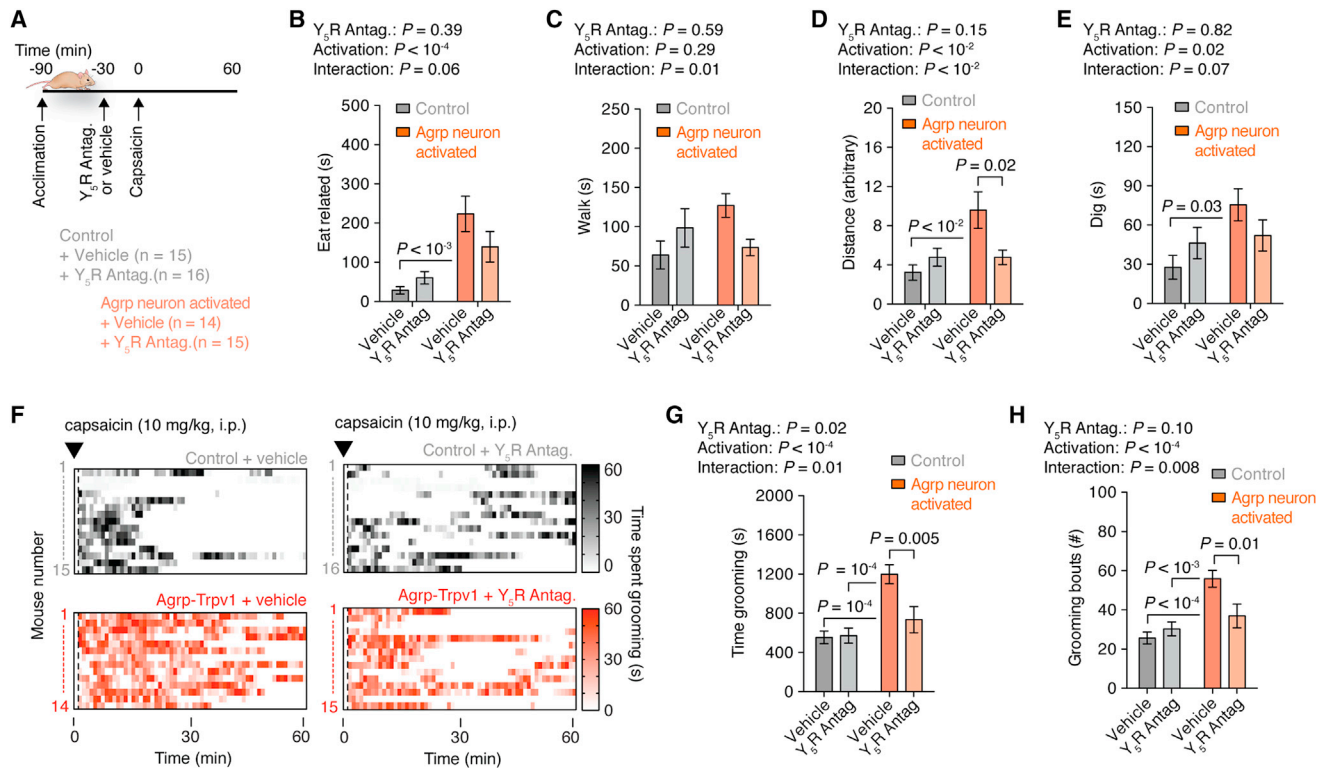 A
Time (min)
-90 -30 0 60
Acclimation
Y5R Antag.
or vehicle
Capsaicin
Control
+ Vehicle (n = 15)
+ Y5R Antag.(n = 16)
Agrp neuron activated
+ Vehicle (n = 14)
+ Y5R Antag.(n = 15)
B
Y5R Antag.: P = 0.39
Activation: P < 10-4
Interaction: P = 0.06
Control
Agrp neuron
activated
Eat related (s)
500
400
300
200
100
0
P < 10-3
Vehicle
Y5R Antag
Vehicle
Y5R Antag
C
Y5R Antag.: P = 0.59
Activation: P = 0.29
Interaction: P = 0.01
Control
Agrp neuron
activated
Walk (s)
250
200
150
100
50
0
Vehicle
Y5R Antag
Vehicle
Y5R Antag
D
Y5R Antag.: P = 0.15
Activation: P < 10-2
Interaction: P < 10-2
Control
Agrp neuron
activated
Distance (arbitrary)
20
16
12
8
4
0
P = 0.02
P < 10-2
Vehicle
Y5R Antag
Vehicle
Y5R Antag
E
Y5R Antag.: P = 0.82
Activation: P = 0.02
Interaction: P = 0.07
Control
Agrp neuron
activated
Dig (s)
150
120
90
60
30
0
P = 0.03
Vehicle
Y5R Antag
Vehicle
Y5R Antag
F
capsaicin (10 mg/kg, i.p.)
Control + vehicle
1
15
capsaicin (10 mg/kg, i.p.)
Control + Y5R Antag.
1
16
60
30
0
Mouse number
Time spent grooming (s)
Agrp-Trpv1 + vehicle
1
14
0 30 60
Time (min)
Agrp-Trpv1 + Y5R Antag.
1
15
0 30 60
Time (min)
60
30
0
G
Y5R Antag.: P = 0.02
Activation: P < 10-4
Interaction: P = 0.01
Control
Agrp neuron
activated
Time grooming (s)
2000
1600
1200
800
400
0
P = 0.005
P = 10-4
P = 10-4
Vehicle
Y5R Antag
Vehicle
Y5R Antag
H
Y5R Antag.: P = 0.10
Activation: P < 10-4
Interaction: P = 0.008
Control
Agrp neuron
activated
Grooming bouts (#)
100
80
60
40
20
0
P = 0.01
P < 10-3
P < 10-4
Vehicle
Y5R Antag
Vehicle
Y5R Antag